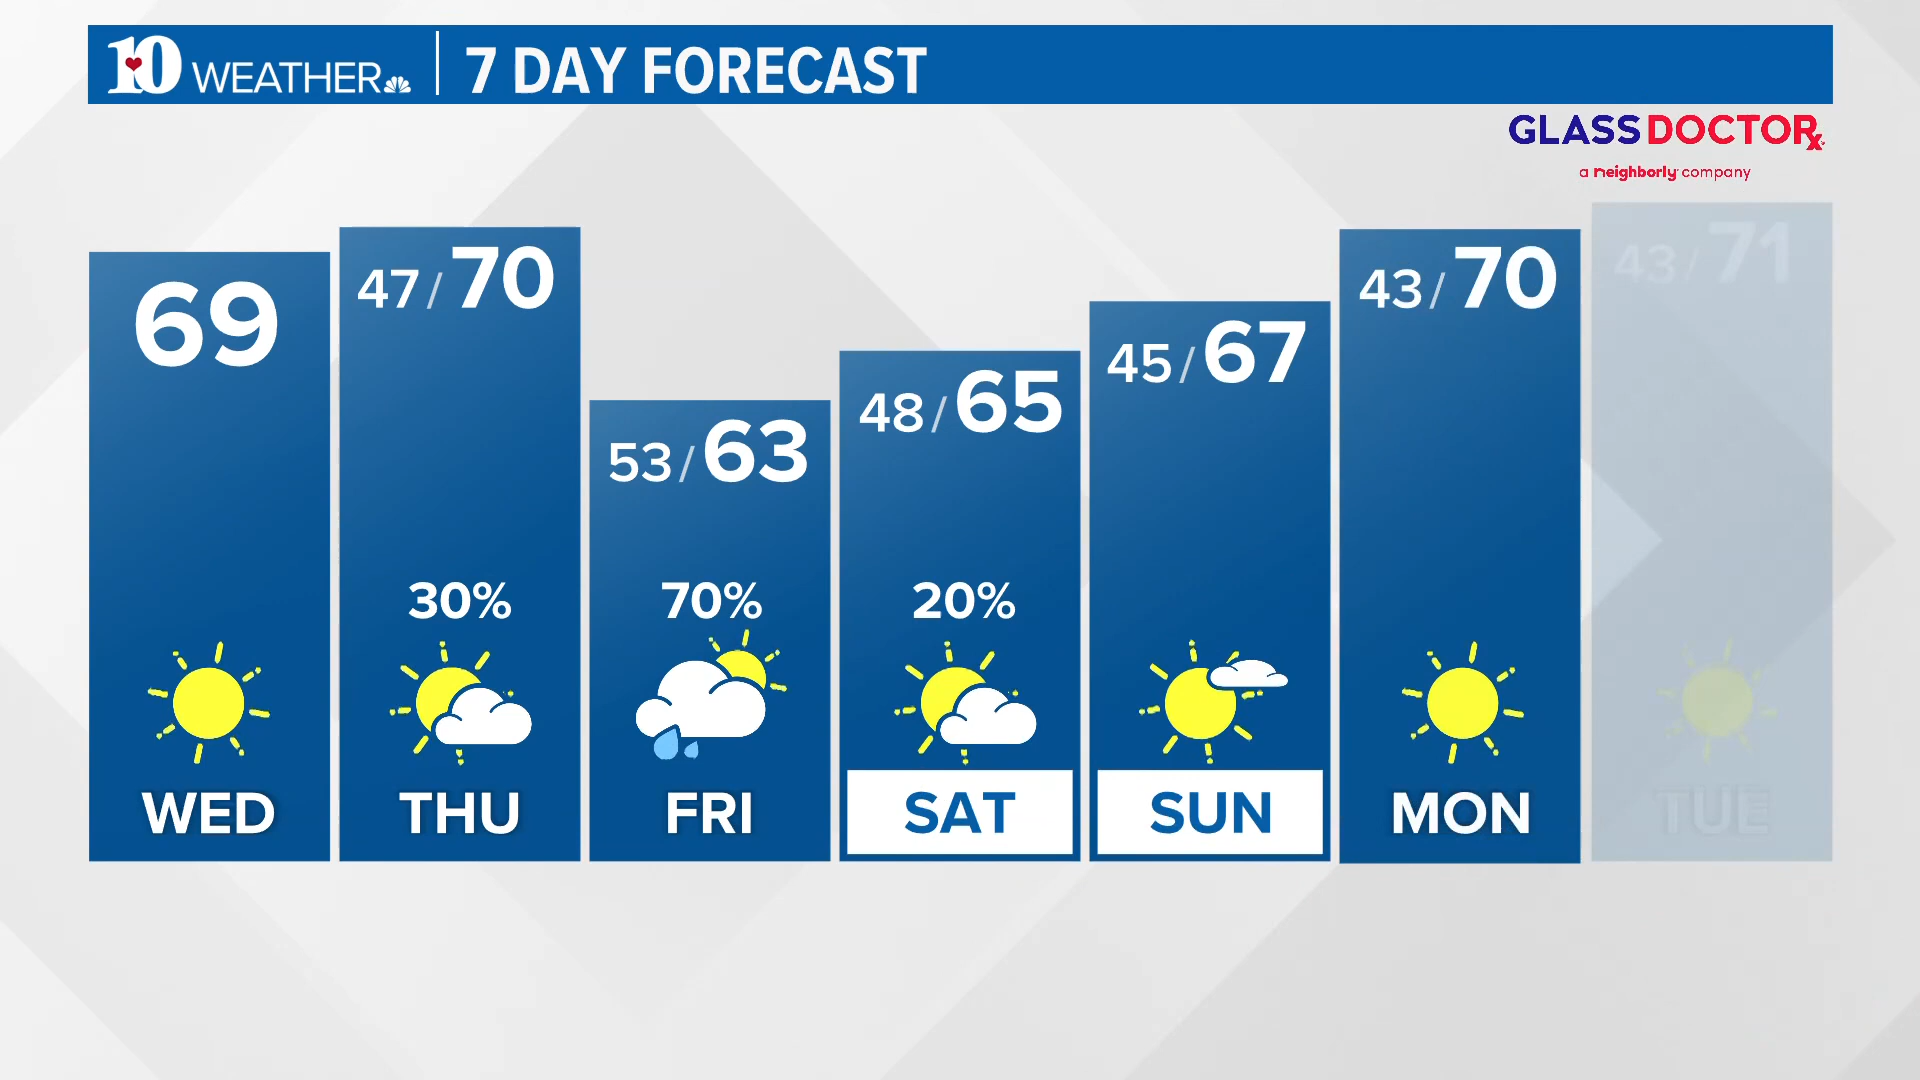 10 WEATHER 7 DAY FORECAST
GLASS DOCTOR
a neighborly company
69
47/70
53/63
48/65
45/67
43/70
43/71
30%
70%
20%
WED
THU
FRI
SAT
SUN
MON
TUE